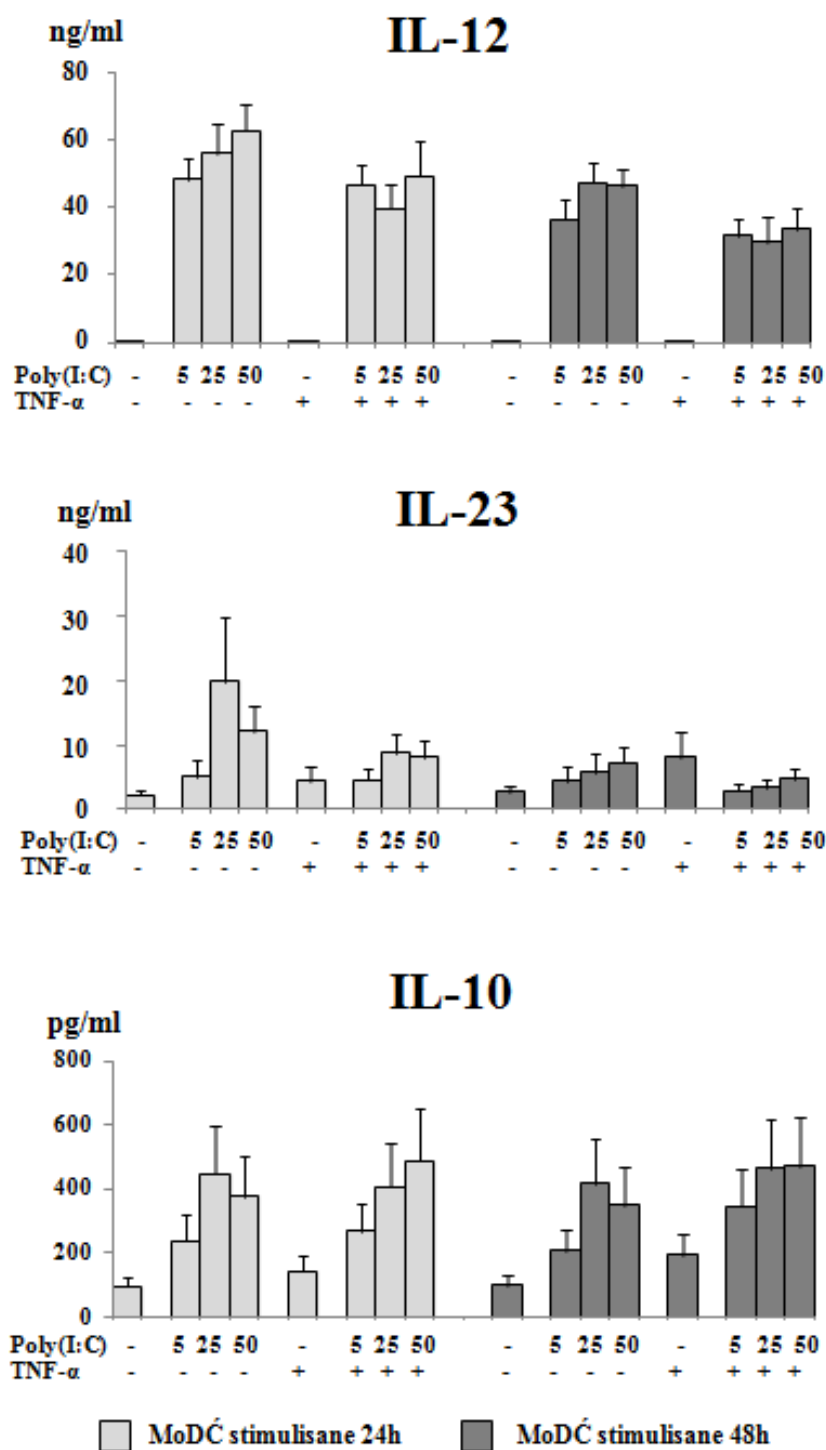 IL-12
ng/ml
80
60
40
20
0
Poly(I:C) - 5 25 50 - 5 25 50 - 5 25 50 - 5 25 50
TNF-α - - - - + + + + - - - - + + + +
IL-23
ng/ml
40
30
20
10
0
Poly(I:C) - 5 25 50 - 5 25 50 - 5 25 50 - 5 25 50
TNF-α - - - - + + + + - - - - + + + +
IL-10
pg/ml
800
600
400
200
0
Poly(I:C) - 5 25 50 - 5 25 50 - 5 25 50 - 5 25 50
TNF-α - - - - + + + + - - - - + + + +
MoDĆ stimulisane 24h MoDĆ stimulisane 48h